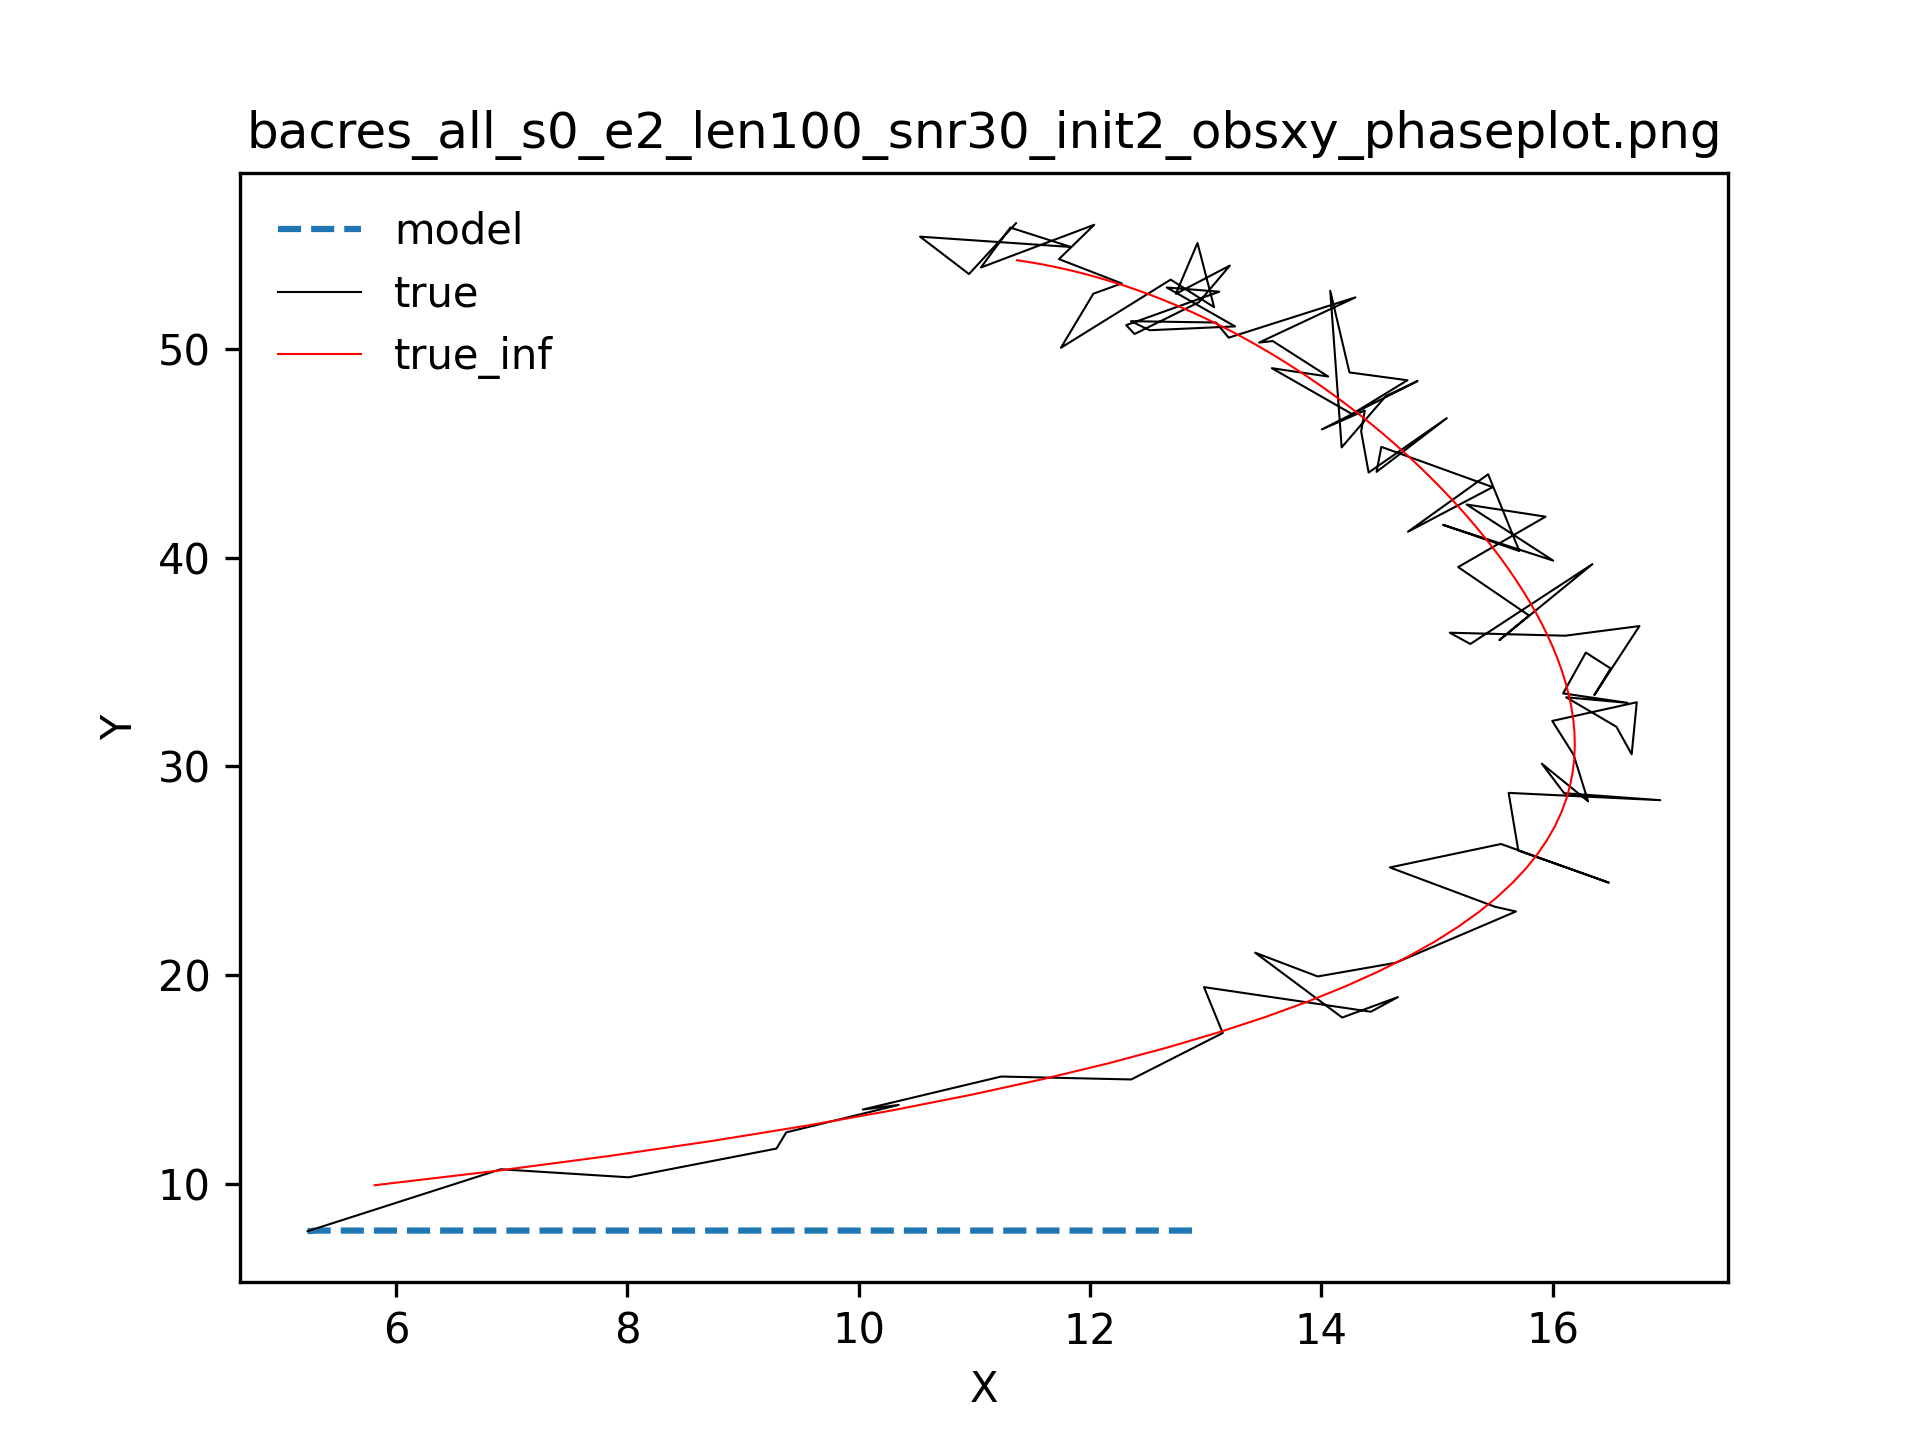 bacres_all_s0_e2_len100_snr30_init2_obsxy_phaseplot.png
model
true
true_inf
50
40
30
20
10
Y
6 8 10 12 14 16
X